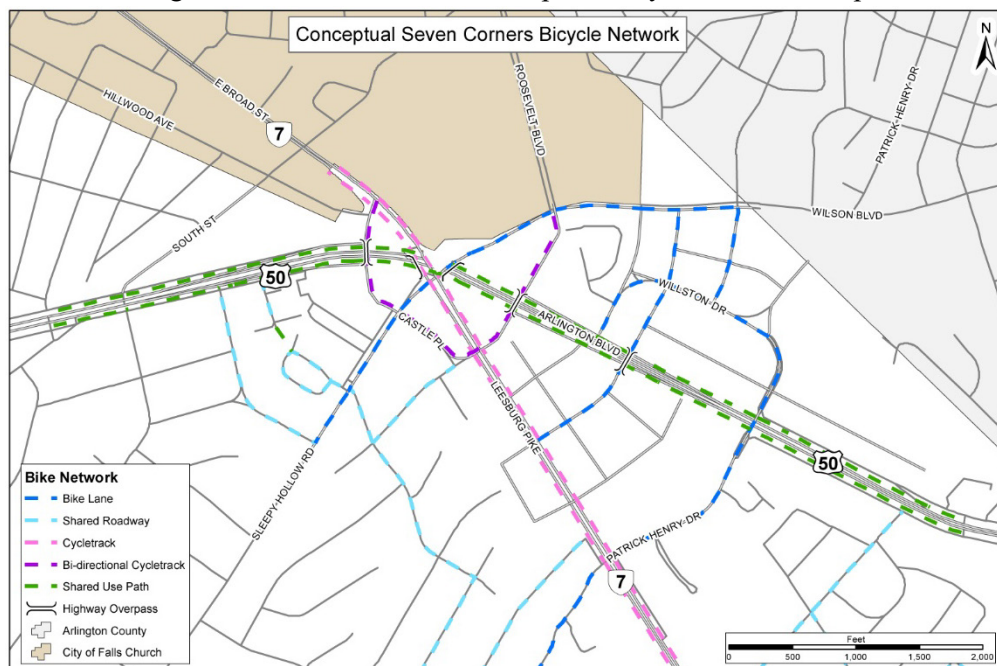 Conceptual Seven Corners Bicycle Network
N
E BROAD ST
HILLWOOD AVE
7
ROOSEVELT-BLVD
PATRICK-HENRY-DR
SOUTH ST
WILSON BLVD
50
WILLSTON-DR
CASTLE PL
ARLINGTON BLVD
LEESBURG PIKE
SLEEPY-HOLLOW RD
50
PATRICK-HENRY-DR
7
Bike Network
Bike Lane
Shared Roadway
Cycletrack
Bi-directional Cycletrack
Shared Use Path
Highway Overpass
Arlington County
City of Falls Church
Feet
0 500 1,000 1,500 2,000